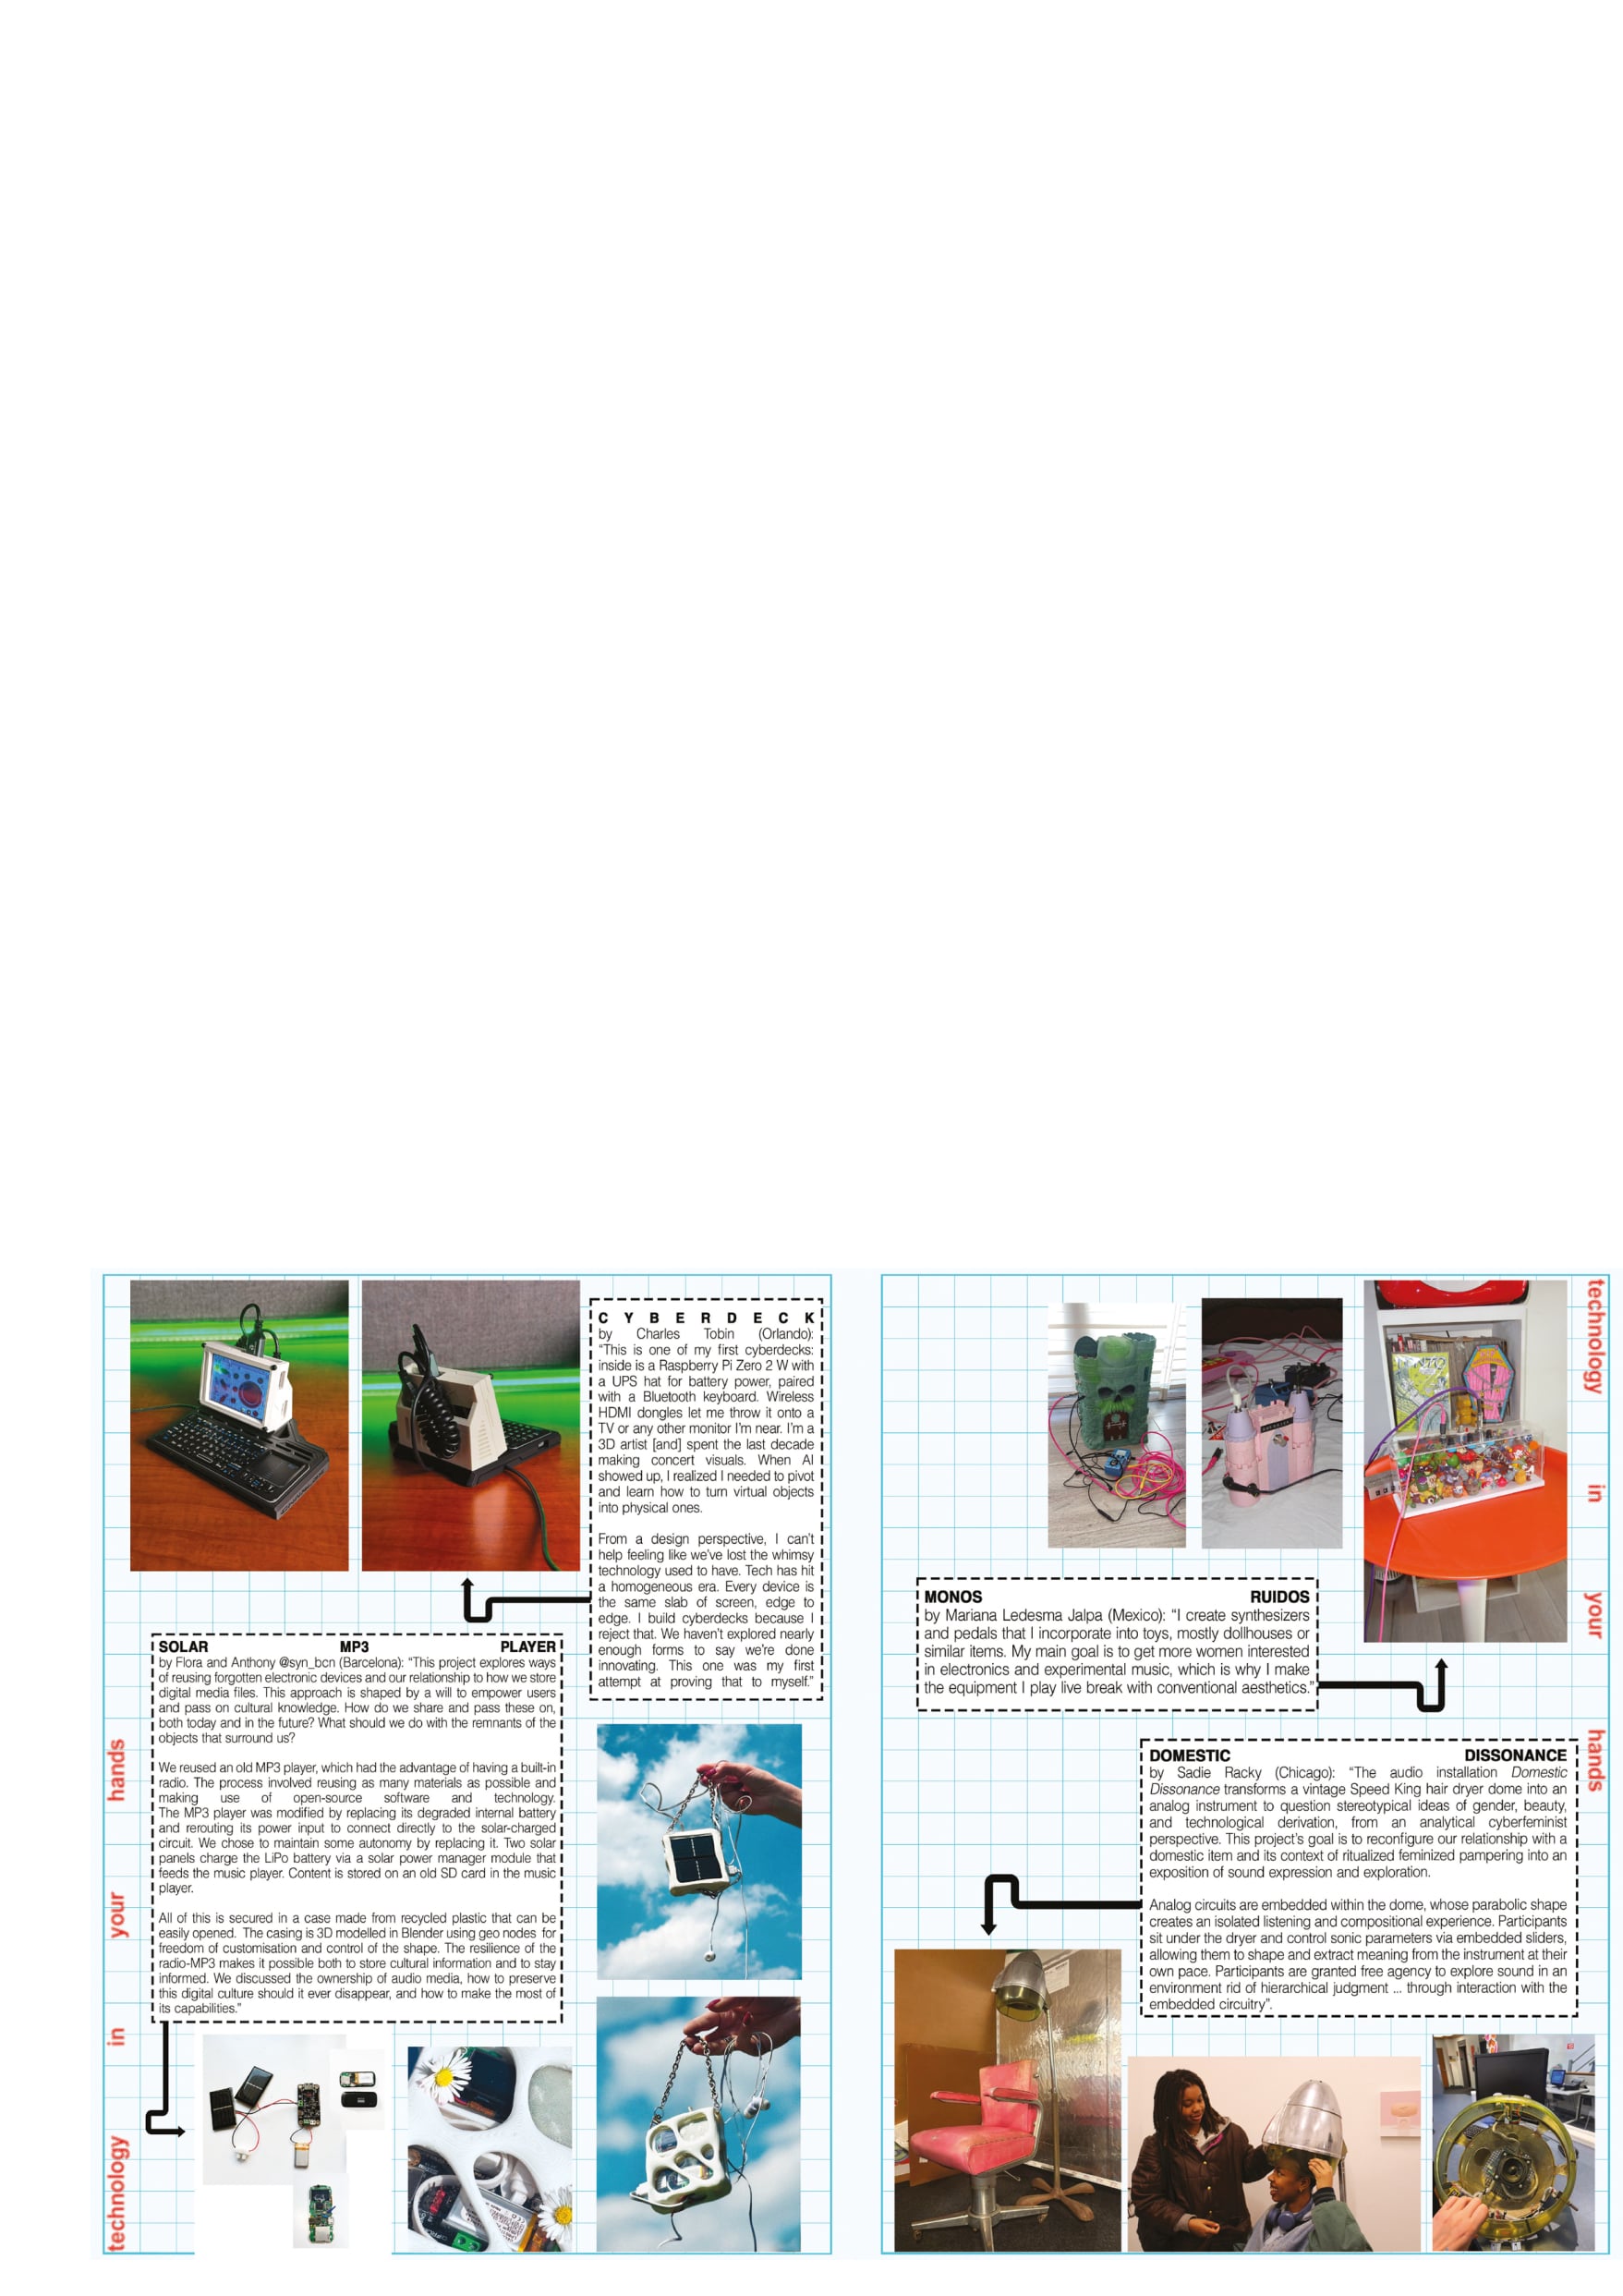 C Y B E R D E C K
by Charles Tobin (Orlando):
“This is one of my first cyberdecks:
inside is a Raspberry Pi Zero 2 W with
a UPS hat for battery power, paired
with a Bluetooth keyboard. Wireless
HDMI dongles let me throw it onto a
TV or any other monitor I'm near. I'm a
3D artist [and] spent the last decade
making concert visuals. When AI
showed up, I realized I needed to pivot
and learn how to turn virtual objects
into physical ones.
From a design perspective, I can't
help feeling like we've lost the whimsy
technology used to have. Tech has hit
a homogeneous era. Every device is
the same slab of screen, edge to
edge. I build cyberdecks because I
reject that. We haven't explored nearly
enough forms to say we're done
innovating. This one was my first
attempt at proving that to myself.”
SOLAR MP3 PLAYER
by Flora and Anthony @syn_bcn (Barcelona): “This project explores ways
of reusing forgotten electronic devices and our relationship to how we store
digital media files. This approach is shaped by a will to empower users
and pass on cultural knowledge. How do we share and pass these on,
both today and in the future? What should we do with the remnants of the
objects that surround us?
We reused an old MP3 player, which had the advantage of having a built-in
radio. The process involved reusing as many materials as possible and
making use of open-source software and technology.
The MP3 player was modified by replacing its degraded internal battery
and rerouting its power input to connect directly to the solar-charged
circuit. We chose to maintain some autonomy by replacing it. Two solar
panels charge the LiPo battery via a solar power manager module that
feeds the music player. Content is stored on an old SD card in the music
player.
All of this is secured in a case made from recycled plastic that can be
easily opened. The casing is 3D modelled in Blender using geo nodes for
freedom of customisation and control of the shape. The resilience of the
radio-MP3 makes it possible both to store cultural information and to stay
informed. We discussed the ownership of audio media, how to preserve
this digital culture should it ever disappear, and how to make the most of
its capabilities.”
technology in your hands
MONOS RUIDOS
by Mariana Ledesma Jalpa (Mexico): “I create synthesizers
and pedals that I incorporate into toys, mostly dollhouses or
similar items. My main goal is to get more women interested
in electronics and experimental music, which is why I make
the equipment I play live break with conventional aesthetics.”
DOMESTIC DISSONANCE
by Sadie Racky (Chicago): “The audio installation Domestic
Dissonance transforms a vintage Speed King hair dryer dome into an
analog instrument to question stereotypical ideas of gender, beauty,
and technological derivation, from an analytical cyberfeminist
perspective. This project's goal is to reconfigure our relationship with a
domestic item and its context of ritualized feminized pampering into an
exposition of sound expression and exploration.
Analog circuits are embedded within the dome, whose parabolic shape
creates an isolated listening and compositional experience. Participants
sit under the dryer and control sonic parameters via embedded sliders,
allowing them to shape and extract meaning from the instrument at their
own pace. Participants are granted free agency to explore sound in an
environment rid of hierarchical judgment ... through interaction with the
embedded circuitry”.
technology in your hands